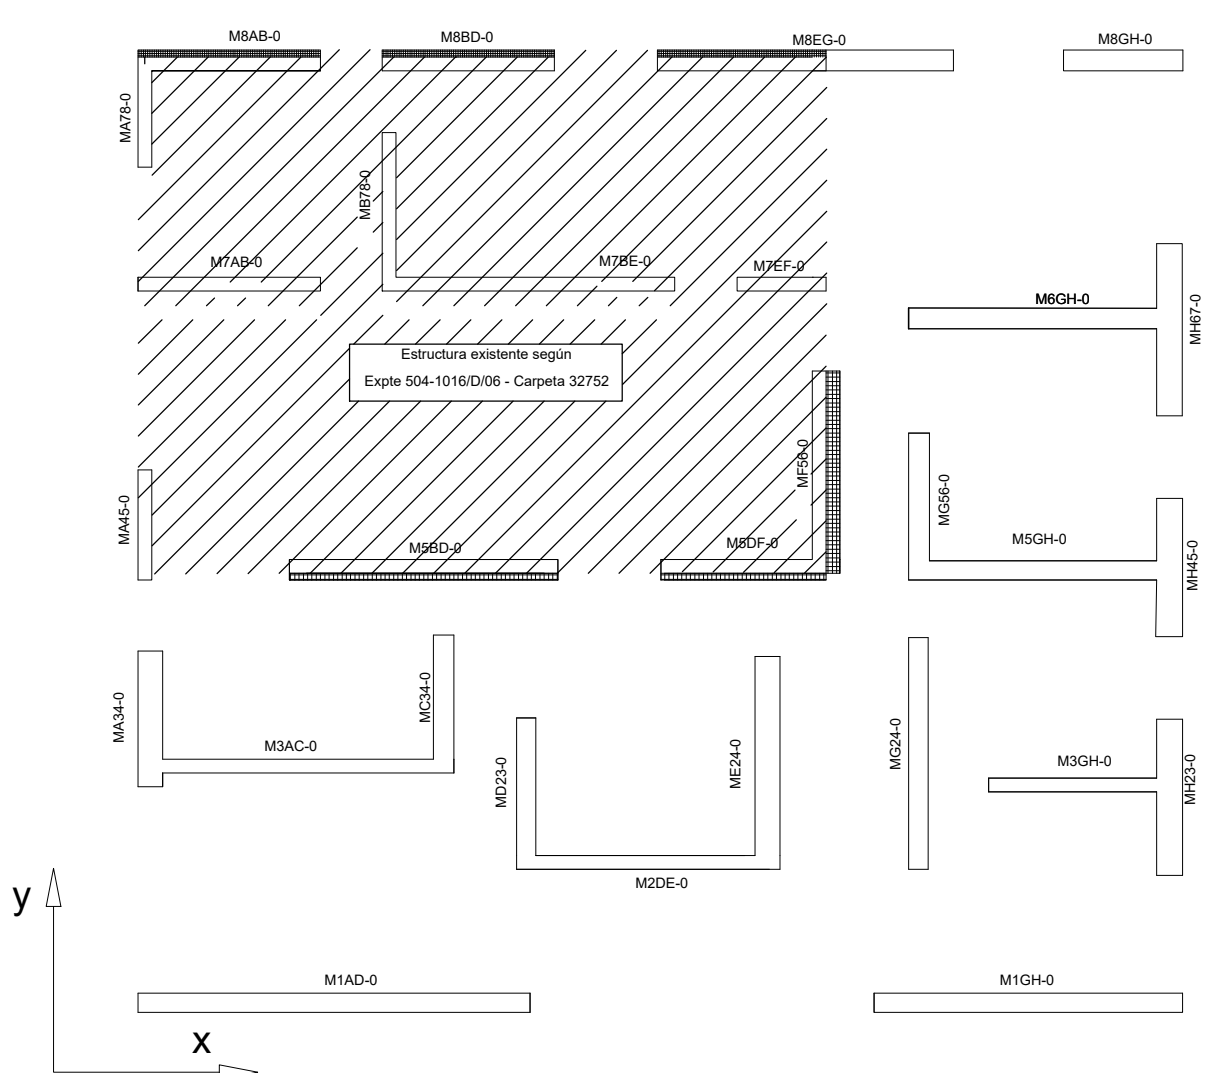 M8AB-0
M8BD-0
M8EG-0
M8GH-0
MA78-0
MB78-0
M7AB-0
M7BE-0
M7EF-0
M6GH-0
MH67-0
Estructura existente según
Expte 504-1016/D/06 - Carpeta 32752
MF56-0
MG56-0
MA45-0
M5BD-0
M5DF-0
M5GH-0
MH45-0
MA34-0
MC34-0
M3AC-0
MD23-0
ME24-0
MG24-0
M3GH-0
MH23-0
M2DE-0
y
M1AD-0
M1GH-0
x